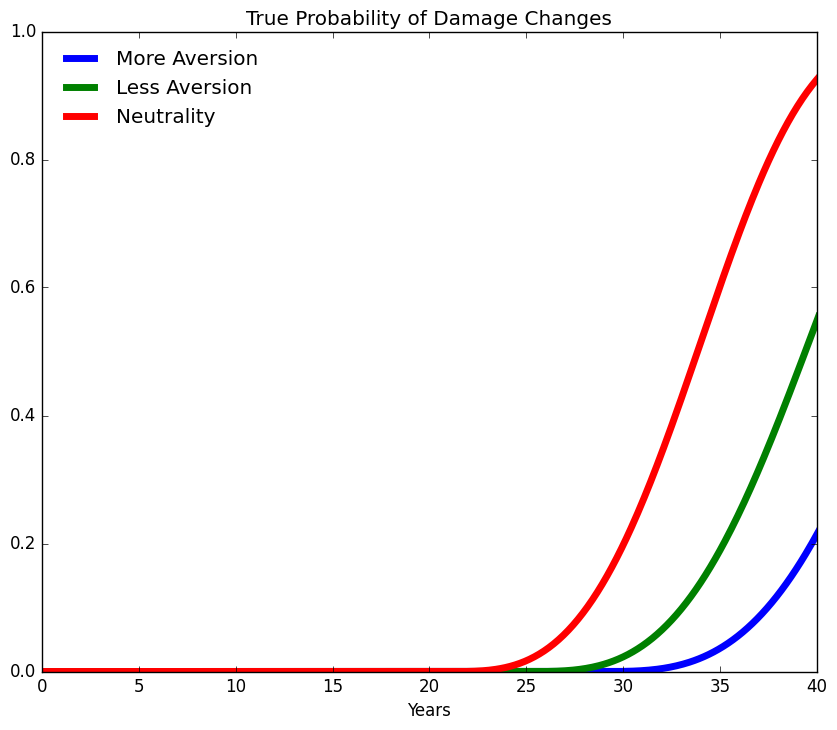 True Probability of Damage Changes
1.0
More Aversion
Less Aversion
Neutrality
0.8
0.6
0.4
0.2
0.0
0 5 10 15 20 25 30 35 40
Years